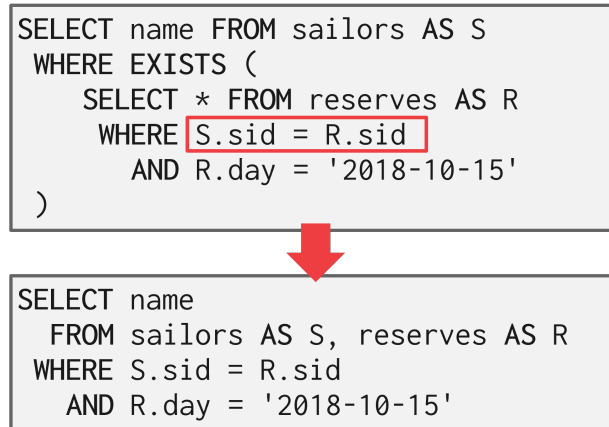 SELECT name FROM sailors AS S
WHERE EXISTS (
SELECT * FROM reserves AS R
WHERE S.sid = R.sid
AND R.day = '2018-10-15'
)
SELECT name
FROM sailors AS S, reserves AS R
WHERE S.sid = R.sid
AND R.day = '2018-10-15'